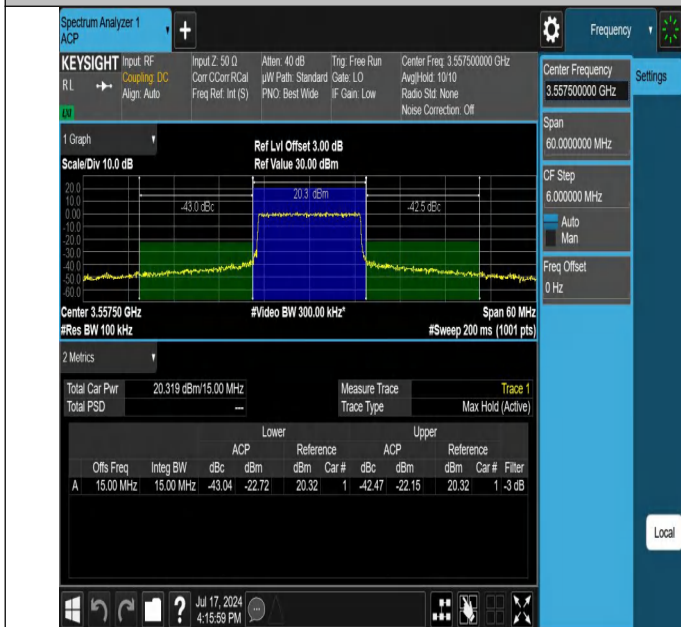 Spectrum Analyzer 1
ACP
+
Frequency
KEYSIGHT
RL
Input: RF
Coupling: DC
Align: Auto
Input Z: 50 Ω
Corr CCorr RCal
Freq Ref: Int (S)
Atten: 40 dB
µW Path: Standard
PNO: Best Wide
Trig: Free Run
Gate: LO
IF Gain: Low
Center Freq: 3.557500000 GHz
Avg|Hold: 10/10
Radio Std: None
Noise Correction: Off
Center Frequency
3.557500000 GHz
Settings
Span
60.0000000 MHz
CF Step
6.000000 MHz
Auto
Man
Freq Offset
0 Hz
Local
1 Graph
Scale/Div 10.0 dB
Ref Lvl Offset 3.00 dB
Ref Value 30.00 dBm
20.0
10.0
0.00
-10.0
-20.0
-30.0
-40.0
-50.0
-60.0
-43.0 dBc
20.3 dBm
-42.5 dBc
Center 3.55750 GHz
#Video BW 300.00 kHz*
Span 60 MHz
#Res BW 100 kHz
#Sweep 200 ms (1001 pts)
2 Metrics
Total Car Pwr 20.319 dBm/15.00 MHz
Total PSD ---
Measure Trace Trace 1
Trace Type Max Hold (Active)
Lower Upper
ACP Reference ACP Reference
Offs Freq Integ BW dBc dBm dBm Car # dBc dBm dBm Car # Filter
A 15.00 MHz 15.00 MHz -43.04 -22.72 20.32 1 -42.47 -22.15 20.32 1 -3 dB
?
Jul 17, 2024
4:15:59 PM